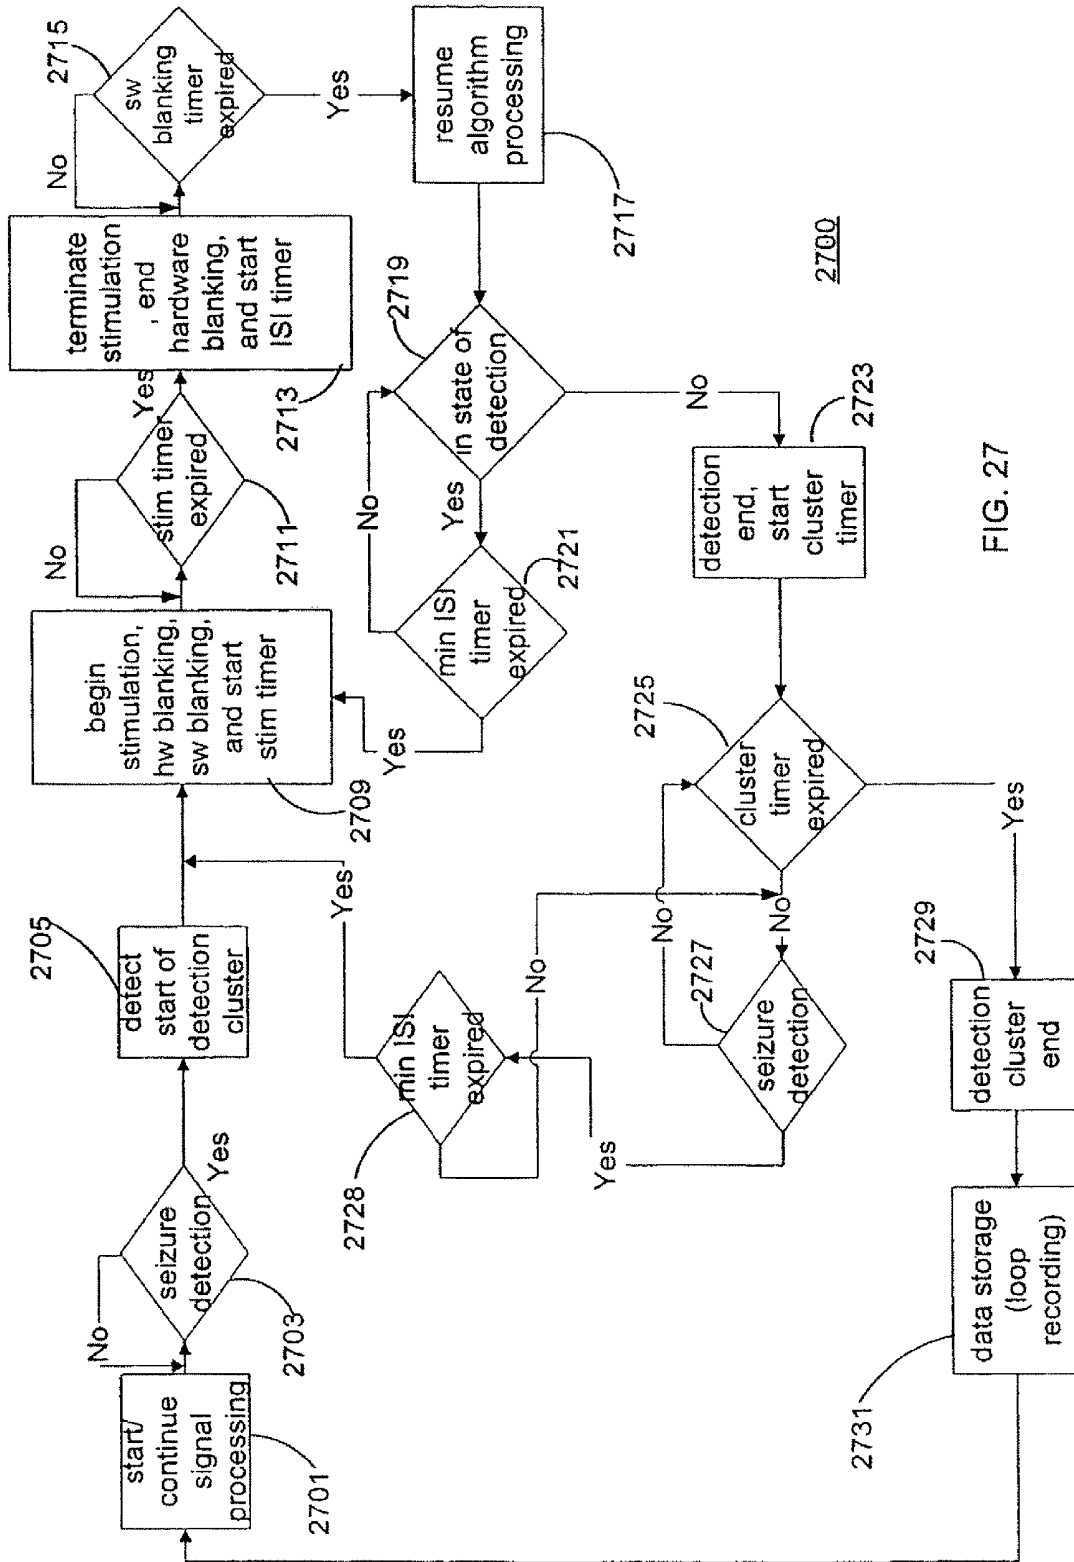 start/
continue
signal
processing
2701
No
seizure
detection
2703
Yes
detect
start of
detection
cluster
2705
begin
stimulation,
hw blanking,
sw blanking,
and start
stim timer
2709
No
stim timer
expired
2711
Yes
terminate
stimulation
, end
hardware
blanking,
and start
ISI timer
2713
No
sw
blanking
timer
expired
2715
Yes
resume
algorithm
processing
2717
in state of
detection
2719
Yes
No
min ISI
timer
expired
2721
No
Yes
detection
end,
start
cluster
timer
2723
cluster
timer
expired
2725
No
Yes
seizure
detection
2727
No
Yes
min ISI
timer
expired
2728
Yes
No
detection
cluster
end
2729
data storage
(loop
recording)
2731
2700
FIG. 27